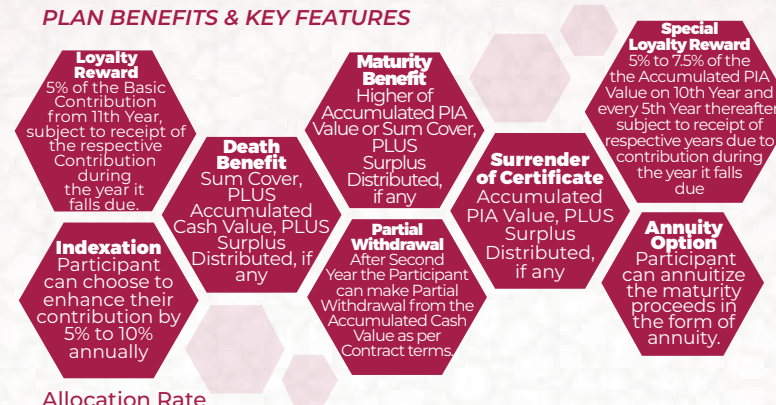 PLAN BENEFITS & KEY FEATURES
Loyalty
Reward
5% of the Basic
Contribution
from 11th Year,
subject to receipt of
the respective
Contribution
during
the year it
falls due.
Death
Benefit
Sum Cover,
PLUS
Accumulated
Cash Value, PLUS
Surplus
Distributed, if
any
Maturity
Benefit
Higher of
Accumulated PIA
Value or Sum Cover,
PLUS
Surplus
Distributed,
if any
Surrender
of Certificate
Accumulated
PIA Value, PLUS
Surplus
Distributed,
if any
Special
Loyalty Reward
5% to 7.5% of the
the Accumulated PIA
Value on 10th Year and
every 5th Year thereafter
subject to receipt of
respective years due to
contribution during
the year it falls
due
Indexation
Participant
can choose to
enhance their
contribution by
5% to 10%
annually
Partial
Withdrawal
After Second
Year the Participant
can make Partial
Withdrawal from the
Accumulated Cash
Value as per
Contract terms.
Annuity
Option
Participant
can annuitize
the maturity
proceeds in
the form of
annuity.
Allocation Rate